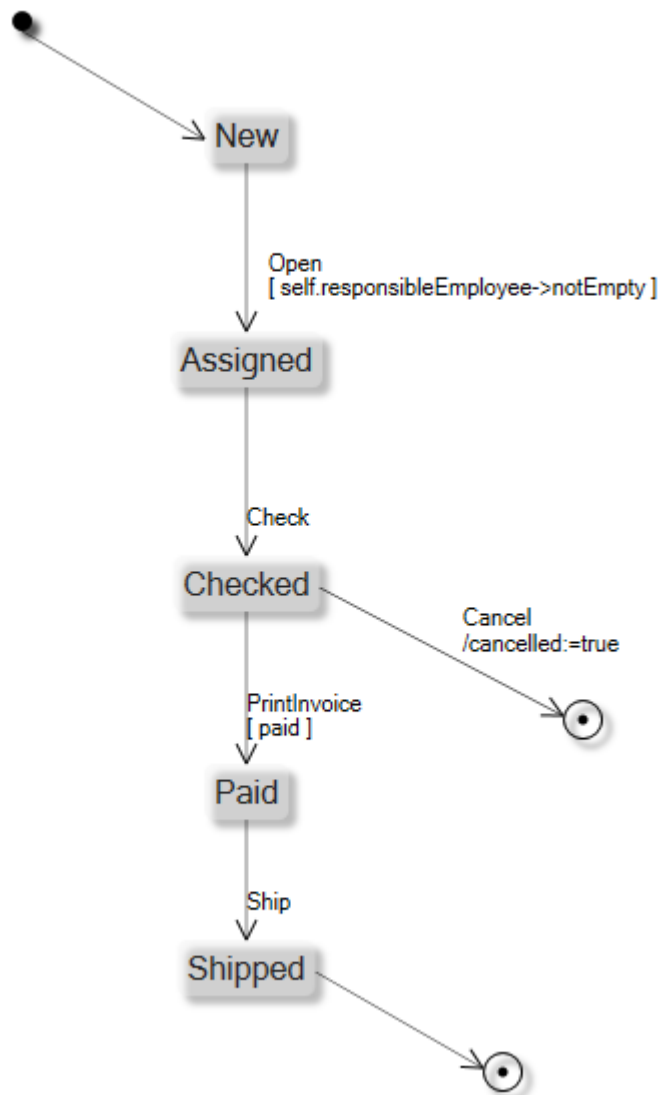 New
Open
[ self.responsibleEmployee->notEmpty ]
Assigned
Check
Checked
Cancel
/cancelled:=true
PrintInvoice
[ paid ]
Paid
Ship
Shipped